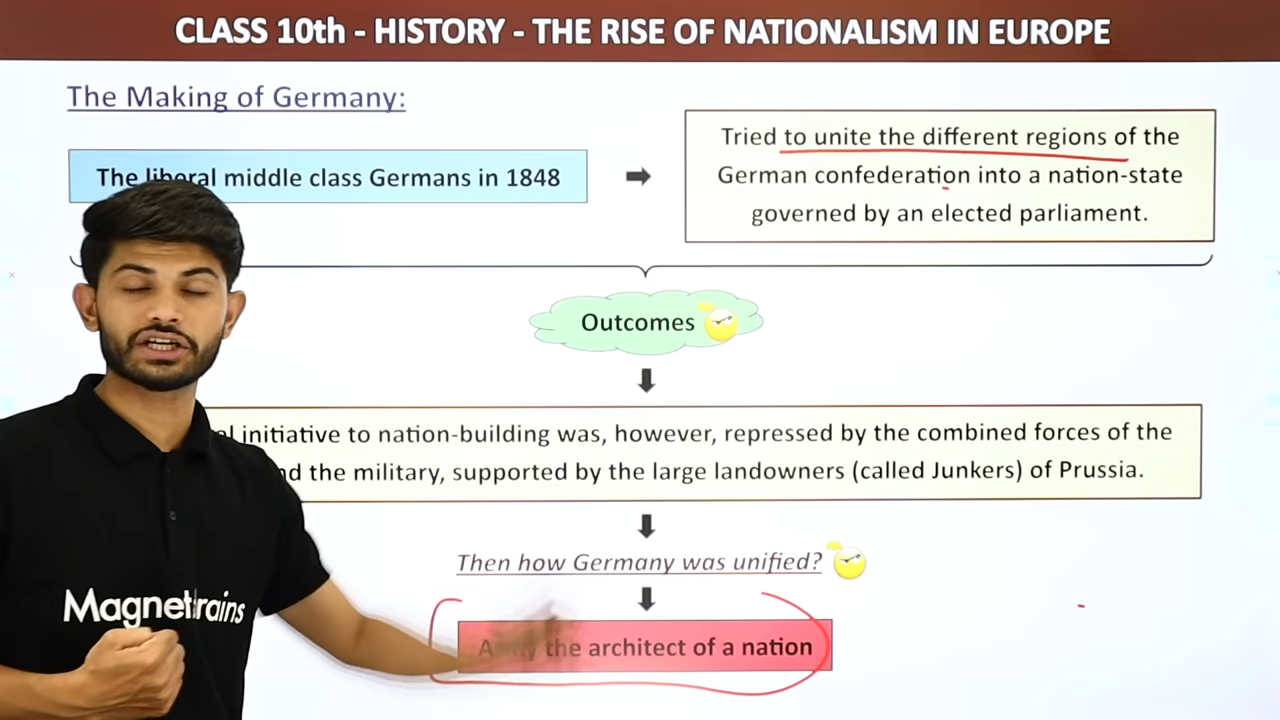 CLASS 10th - HISTORY - THE RISE OF NATIONALISM IN EUROPE
The Making of Germany:
The liberal middle class Germans in 1848
Tried to unite the different regions of the
German confederation into a nation-state
governed by an elected parliament.
Outcomes
initiative to nation-building was, however, repressed by the combined forces of the
the military, supported by the large landowners (called Junkers) of Prussia.
Then how Germany was unified?
the architect of a nation
Magnet Brains